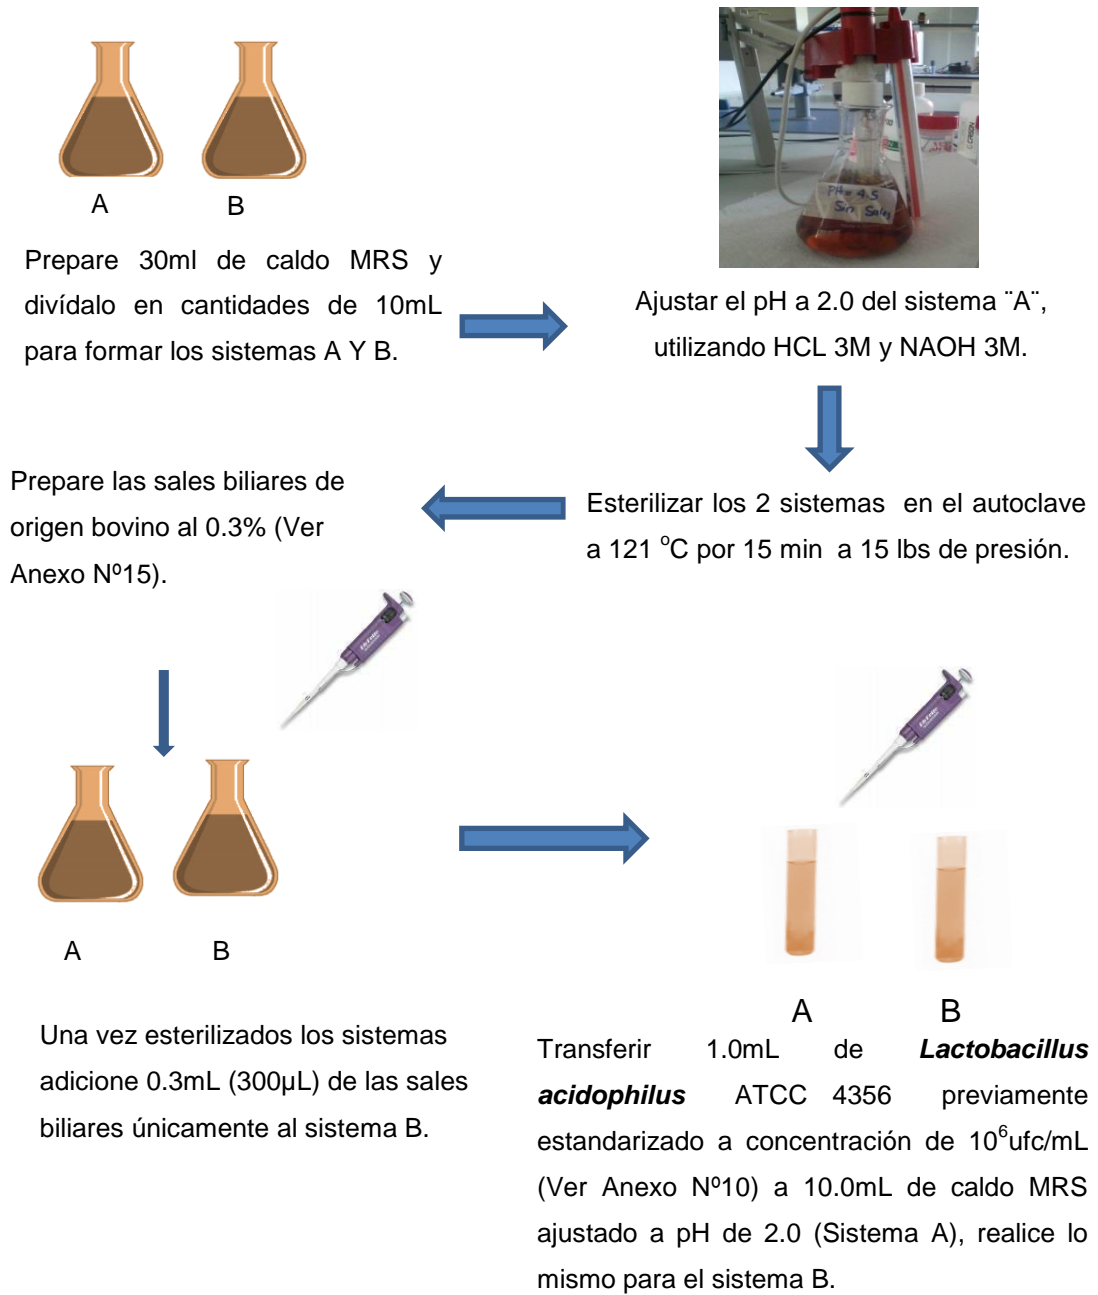 A
B
Prepare 30ml de caldo MRS y
divídalo en cantidades de 10mL
para formar los sistemas A Y B.
PH = 4.5
Sin Sales
Ajustar el pH a 2.0 del sistema ¨A¨,
utilizando HCL 3M y NAOH 3M.
Esterilizar los 2 sistemas en el autoclave
a 121 °C por 15 min a 15 lbs de presión.
Prepare las sales biliares de
origen bovino al 0.3% (Ver
Anexo Nº15).
A
B
Una vez esterilizados los sistemas
adicione 0.3mL (300µL) de las sales
biliares únicamente al sistema B.
A
B
Transferir 1.0mL de Lactobacillus
acidophilus ATCC 4356 previamente
estandarizado a concentración de 10⁶ufc/mL
(Ver Anexo Nº10) a 10.0mL de caldo MRS
ajustado a pH de 2.0 (Sistema A), realice lo
mismo para el sistema B.